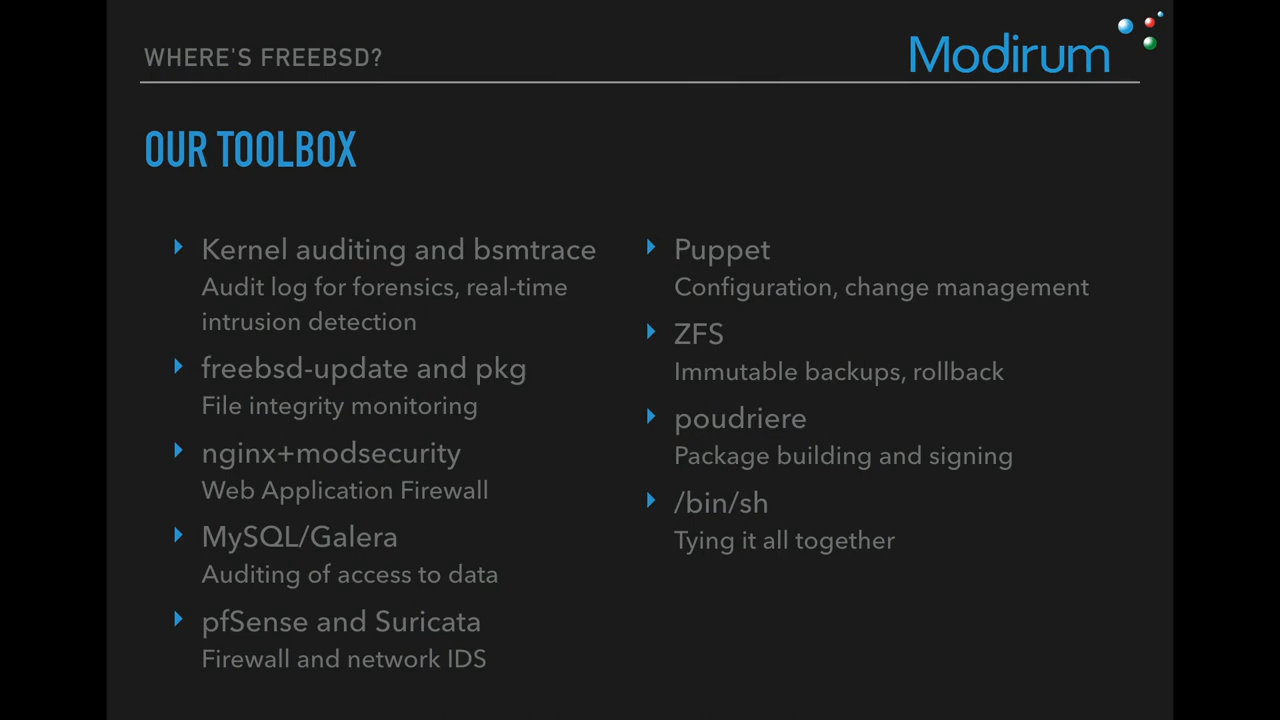 WHERE'S FREEBSD?
Modirum
OUR TOOLBOX
Kernel auditing and bsmtrace
Audit log for forensics, real-time
intrusion detection
freebsd-update and pkg
File integrity monitoring
nginx+modsecurity
Web Application Firewall
MySQL/Galera
Auditing of access to data
pfSense and Suricata
Firewall and network IDS
Puppet
Configuration, change management
ZFS
Immutable backups, rollback
poudriere
Package building and signing
/bin/sh
Tying it all together